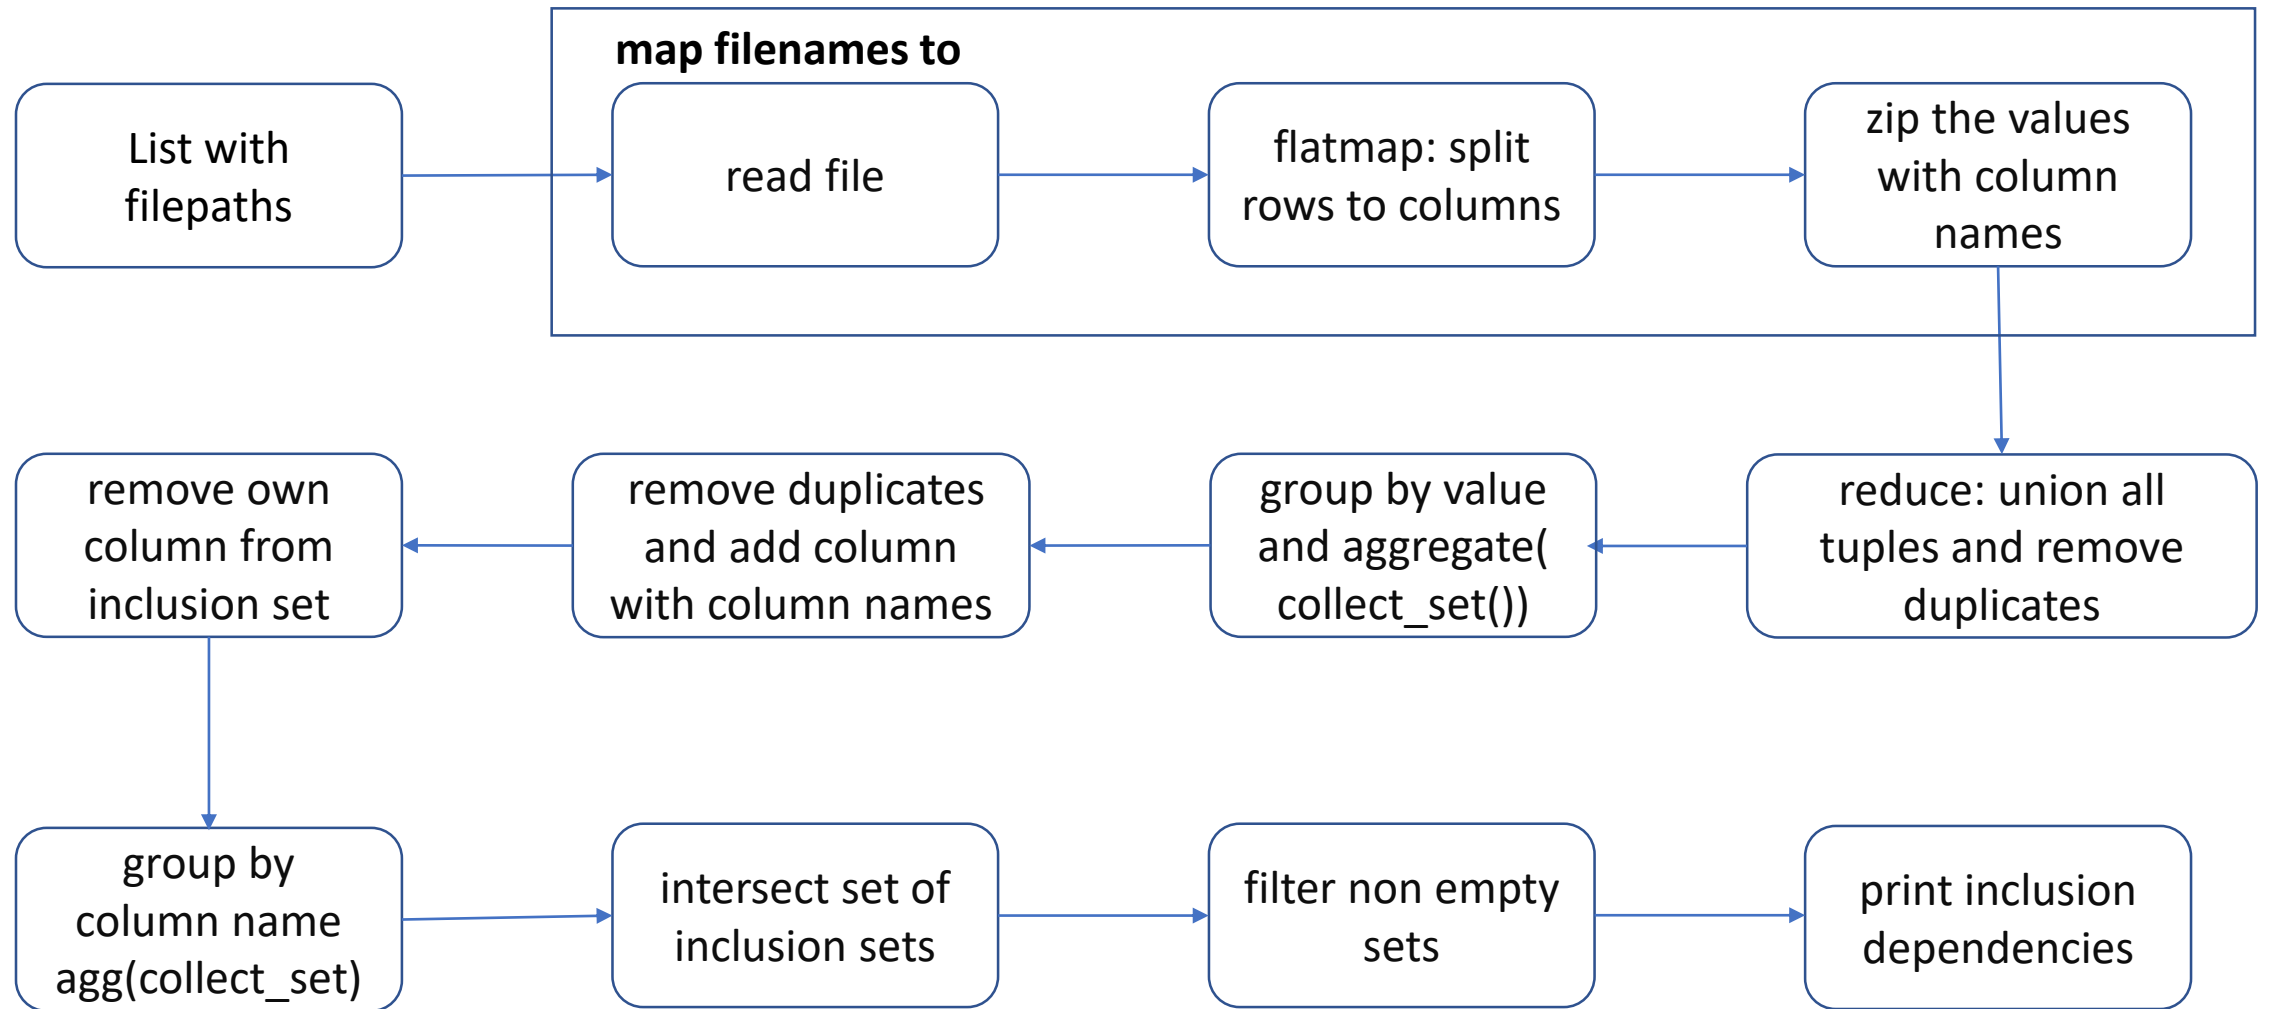 map filenames to
List with
filepaths
read file
flatmap: split
rows to columns
zip the values
with column
names
reduce: union all
tuples and remove
duplicates
group by value
and aggregate(
collect_set())
remove duplicates
and add column
with column names
remove own
column from
inclusion set
group by
column name
agg(collect_set)
intersect set of
inclusion sets
filter non empty
sets
print inclusion
dependencies